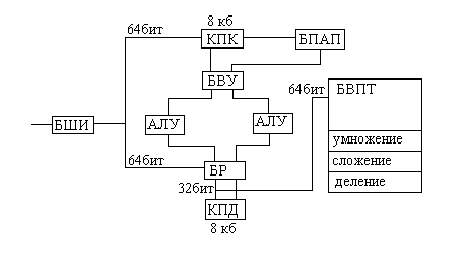 8 кб
64бит
КПК
БПАП
БВУ
64бит
БВПТ
БШИ
АЛУ
АЛУ
умножение
64бит
БР
сложение
32бит
деление
КПД
8 кб